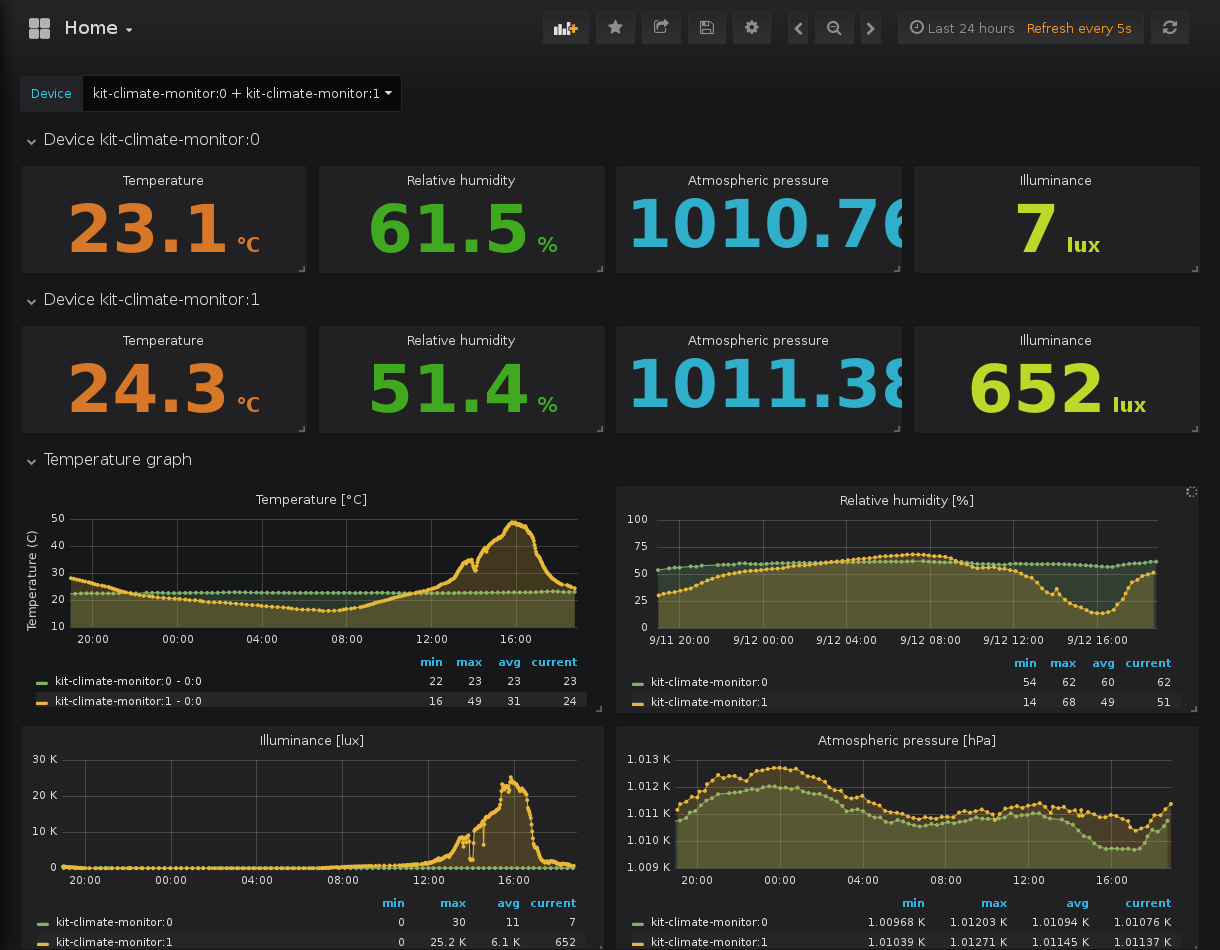 Home
Last 24 hours Refresh every 5s
Device kit-climate-monitor:0 + kit-climate-monitor:1
Device kit-climate-monitor:0
Temperature Relative humidity Atmospheric pressure Illuminance
23.1 °C 61.5 % 1010.76 7 lux
Device kit-climate-monitor:1
Temperature Relative humidity Atmospheric pressure Illuminance
24.3 °C 51.4 % 1011.38 652 lux
Temperature graph
Temperature [°C]
Temperature (C)
50
40
30
20
10
20:00 00:00 04:00 08:00 12:00 16:00
min max avg current
kit-climate-monitor:0 - 0:0 22 23 23 23
kit-climate-monitor:1 - 0:0 16 49 31 24
Relative humidity [%]
100
75
50
25
0
9/11 20:00 9/12 00:00 9/12 04:00 9/12 08:00 9/12 12:00 9/12 16:00
min max avg current
kit-climate-monitor:0 54 62 60 62
kit-climate-monitor:1 14 68 49 51
Illuminance [lux]
30 K
20 K
10 K
0
20:00 00:00 04:00 08:00 12:00 16:00
min max avg current
kit-climate-monitor:0 0 30 11 7
kit-climate-monitor:1 0 25.2 K 6.1 K 652
Atmospheric pressure [hPa]
1.013 K
1.012 K
1.011 K
1.010 K
1.009 K
20:00 00:00 04:00 08:00 12:00 16:00
min max avg current
kit-climate-monitor:0 1.00968 K 1.01203 K 1.01094 K 1.01076 K
kit-climate-monitor:1 1.01039 K 1.01271 K 1.01145 K 1.01137 K